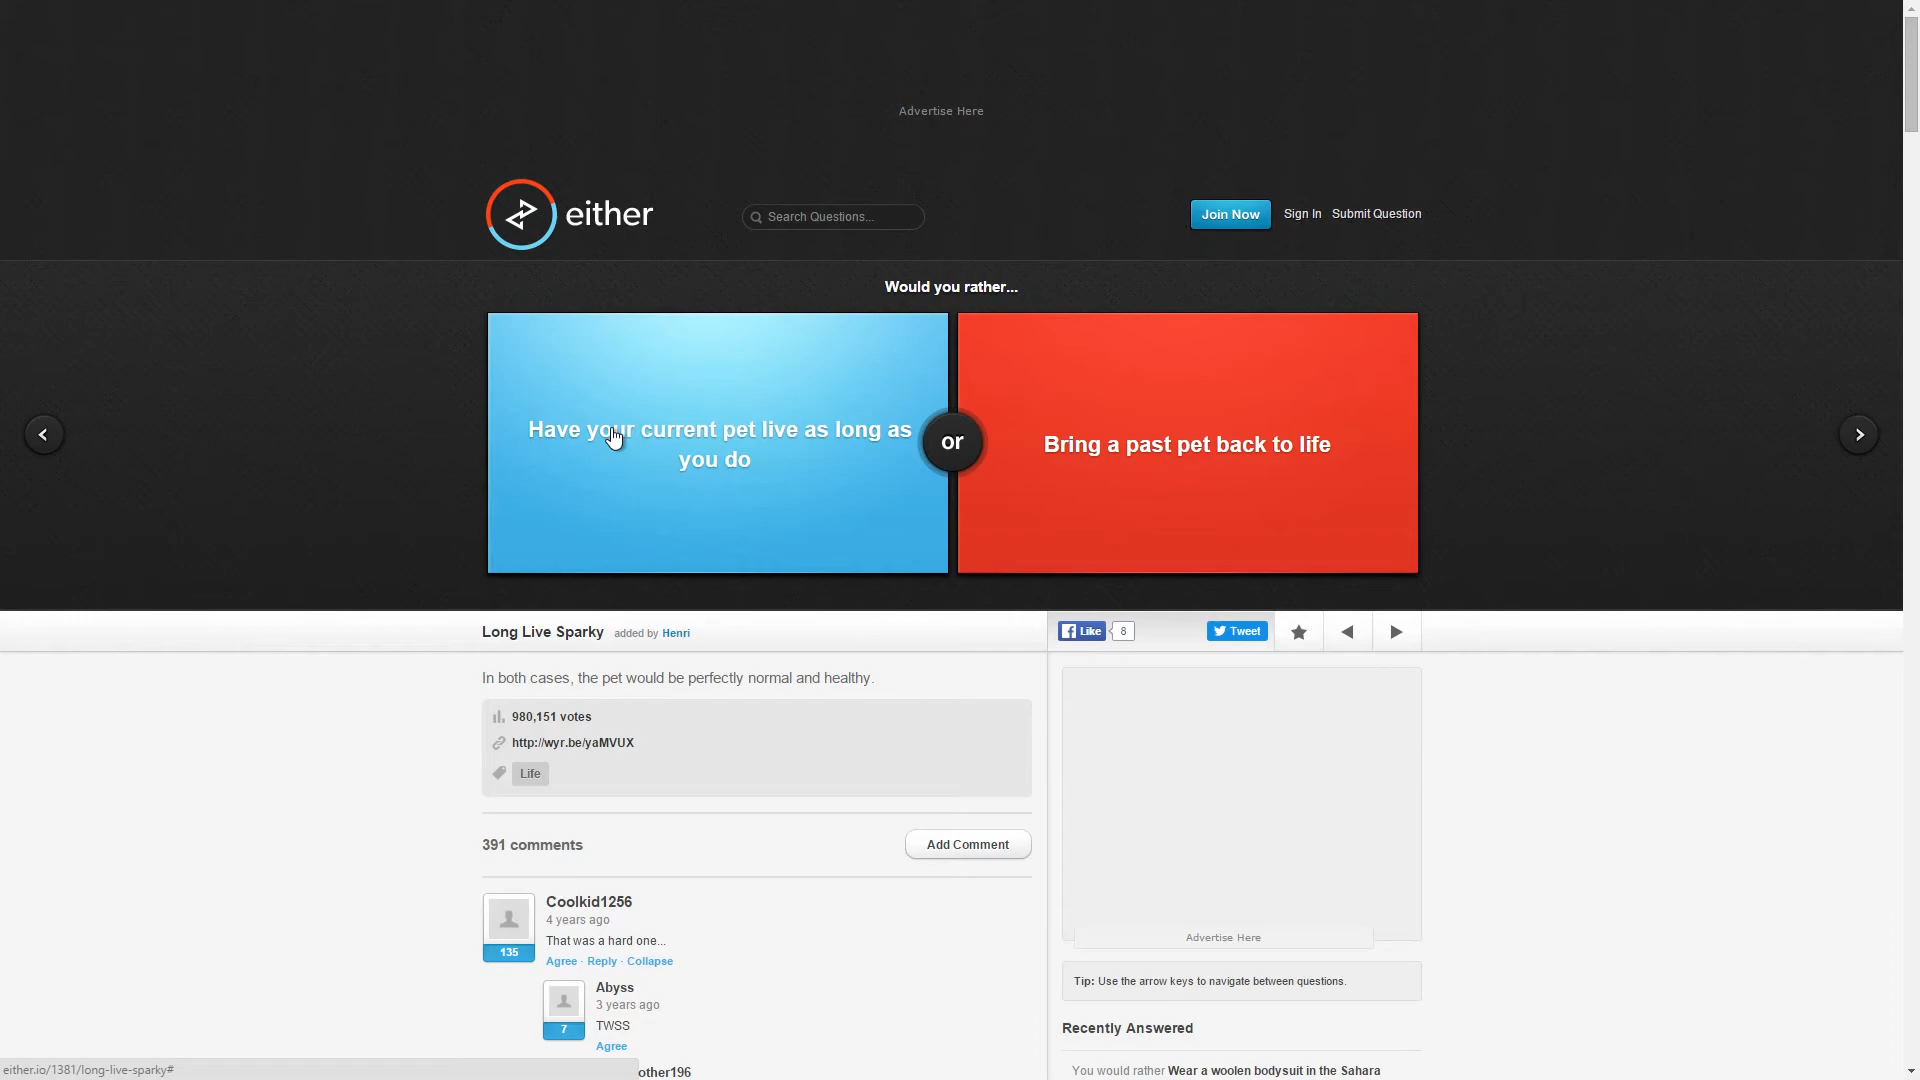 Advertise Here
either
Search Questions...
Join Now
Sign In
Submit Question
Would you rather...
Have your current pet live as long as
you do
or
Bring a past pet back to life
Long Live Sparky
added by Henri
Like
8
Tweet
In both cases, the pet would be perfectly normal and healthy.
980,151 votes
http://wyr.be/yaMVUX
Life
391 comments
Add Comment
Coolkid1256
4 years ago
That was a hard one...
Agree · Reply · Collapse
135
Abyss
3 years ago
TWSS
7
Agree
other196
Advertise Here
Tip: Use the arrow keys to navigate between questions.
Recently Answered
You would rather Wear a woolen bodysuit in the Sahara
either.io/1381/long-live-sparky#